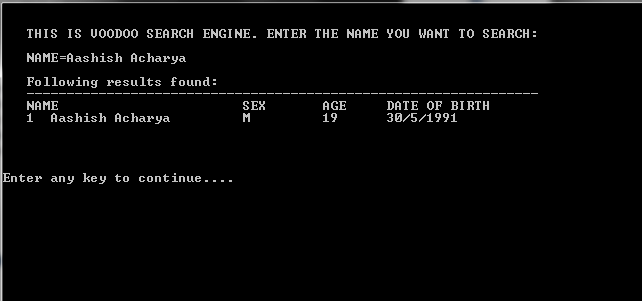 THIS IS VOODOO SEARCH ENGINE. ENTER THE NAME YOU WANT TO SEARCH:
NAME=Aashish Acharya
Following results found:
NAME SEX AGE DATE OF BIRTH
1 Aashish Acharya M 19 30/5/1991
Enter any key to continue....